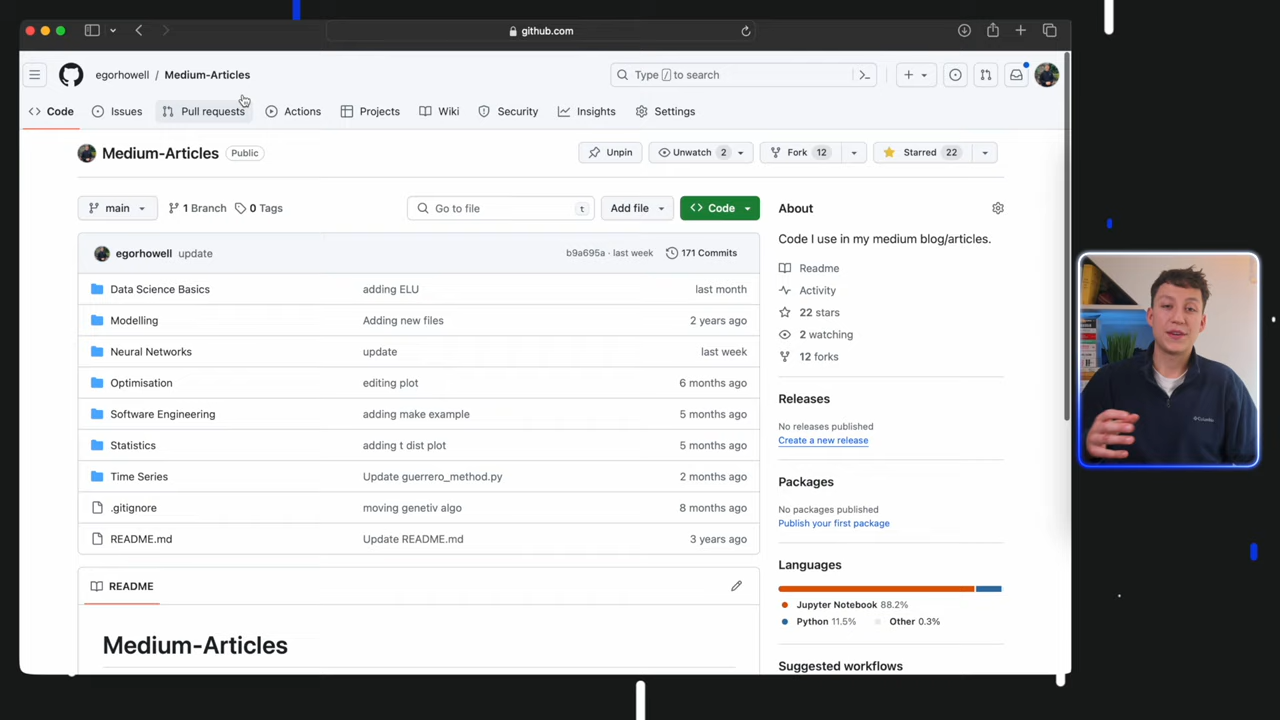 github.com
egorhowell / Medium-Articles
Type / to search
Code
Issues
Pull requests
Actions
Projects
Wiki
Security
Insights
Settings
Medium-Articles Public
Unpin
Unwatch 2
Fork 12
Starred 22
main
1 Branch
0 Tags
Go to file t
Add file
Code
egorhowell update b9a695a · last week 171 Commits
Data Science Basics adding ELU last month
Modelling Adding new files 2 years ago
Neural Networks update last week
Optimisation editing plot 6 months ago
Software Engineering adding make example 5 months ago
Statistics adding t dist plot 5 months ago
Time Series Update guerrero_method.py 2 months ago
.gitignore moving genetiv algo 8 months ago
README.md Update README.md 3 years ago
README
Medium-Articles
About
Code I use in my medium blog/articles.
Readme
Activity
22 stars
2 watching
12 forks
Releases
No releases published
Create a new release
Packages
No packages published
Publish your first package
Languages
Jupyter Notebook 88.2%
Python 11.5% Other 0.3%
Suggested workflows
Columbia